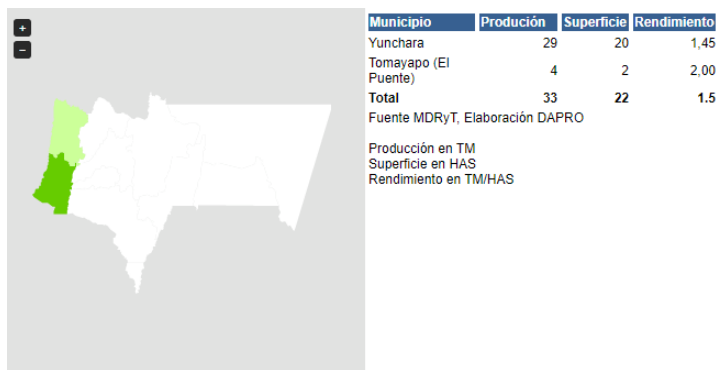 +
−
Municipio Produción Superficie Rendimiento
Yunchara 29 20 1,45
Tomayapo (El
Puente) 4 2 2,00
Total 33 22 1.5
Fuente MDRyT, Elaboración DAPRO
Producción en TM
Superficie en HAS
Rendimiento en TM/HAS